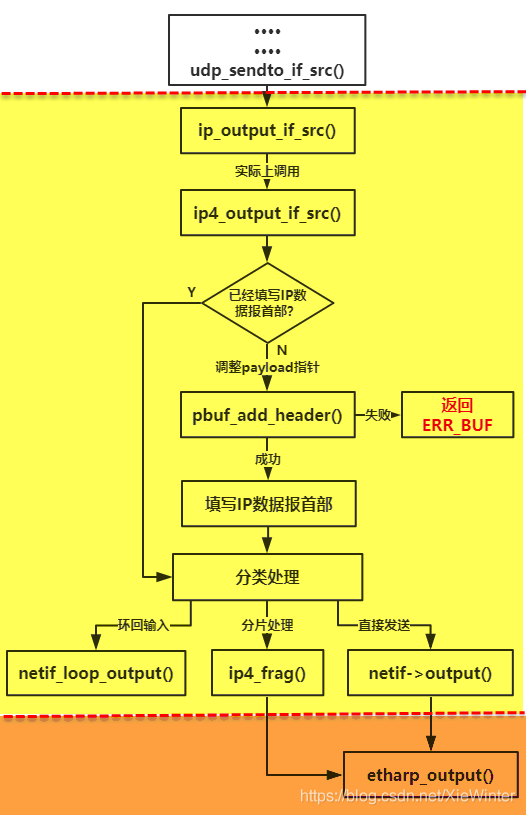 ••••
••••
udp_sendto_if_src()
ip_output_if_src()
实际上调用
ip4_output_if_src()
已经填写IP数
据报首部?
Y
N
调整payload指针
pbuf_add_header()
失败
返回
ERR_BUF
成功
填写IP数据报首部
分类处理
环回输入
分片处理
直接发送
netif_loop_output()
ip4_frag()
netif->output()
etharp_output()
https://blog.csdn.net/XieWinter